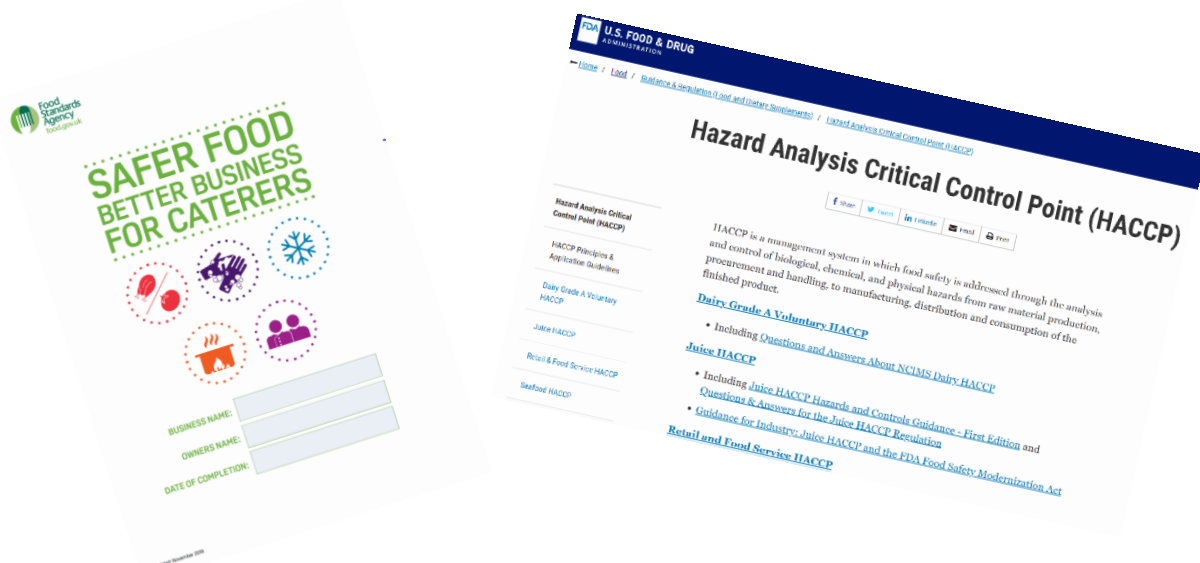 Food
Standards
Agency
food.gov.uk
SAFER FOOD
BETTER BUSINESS
FOR CATERERS
BUSINESS NAME:
OWNERS NAME:
DATE OF COMPLETION:
November 2016
FDA
U.S. FOOD & DRUG
ADMINISTRATION
Home / Food / Guidance & Regulation (Food and Dietary Supplements) / Hazard Analysis Critical Control Point (HACCP)
Hazard Analysis Critical Control Point (HACCP)
Share Tweet Linkedin Email Print
Hazard Analysis Critical
Control Point (HACCP)
HACCP Principles &
Application Guidelines
Dairy Grade A Voluntary
HACCP
Juice HACCP
Retail & Food Service HACCP
Seafood HACCP
HACCP is a management system in which food safety is addressed through the analysis
and control of biological, chemical, and physical hazards from raw material production,
procurement and handling, to manufacturing, distribution and consumption of the
finished product.
Dairy Grade A Voluntary HACCP
• Including Questions and Answers About NCIMS Dairy HACCP
Juice HACCP
• Including Juice HACCP Hazards and Controls Guidance - First Edition and
Questions & Answers for the Juice HACCP Regulation
• Guidance for Industry: Juice HACCP and the FDA Food Safety Modernization Act
Retail and Food Service HACCP